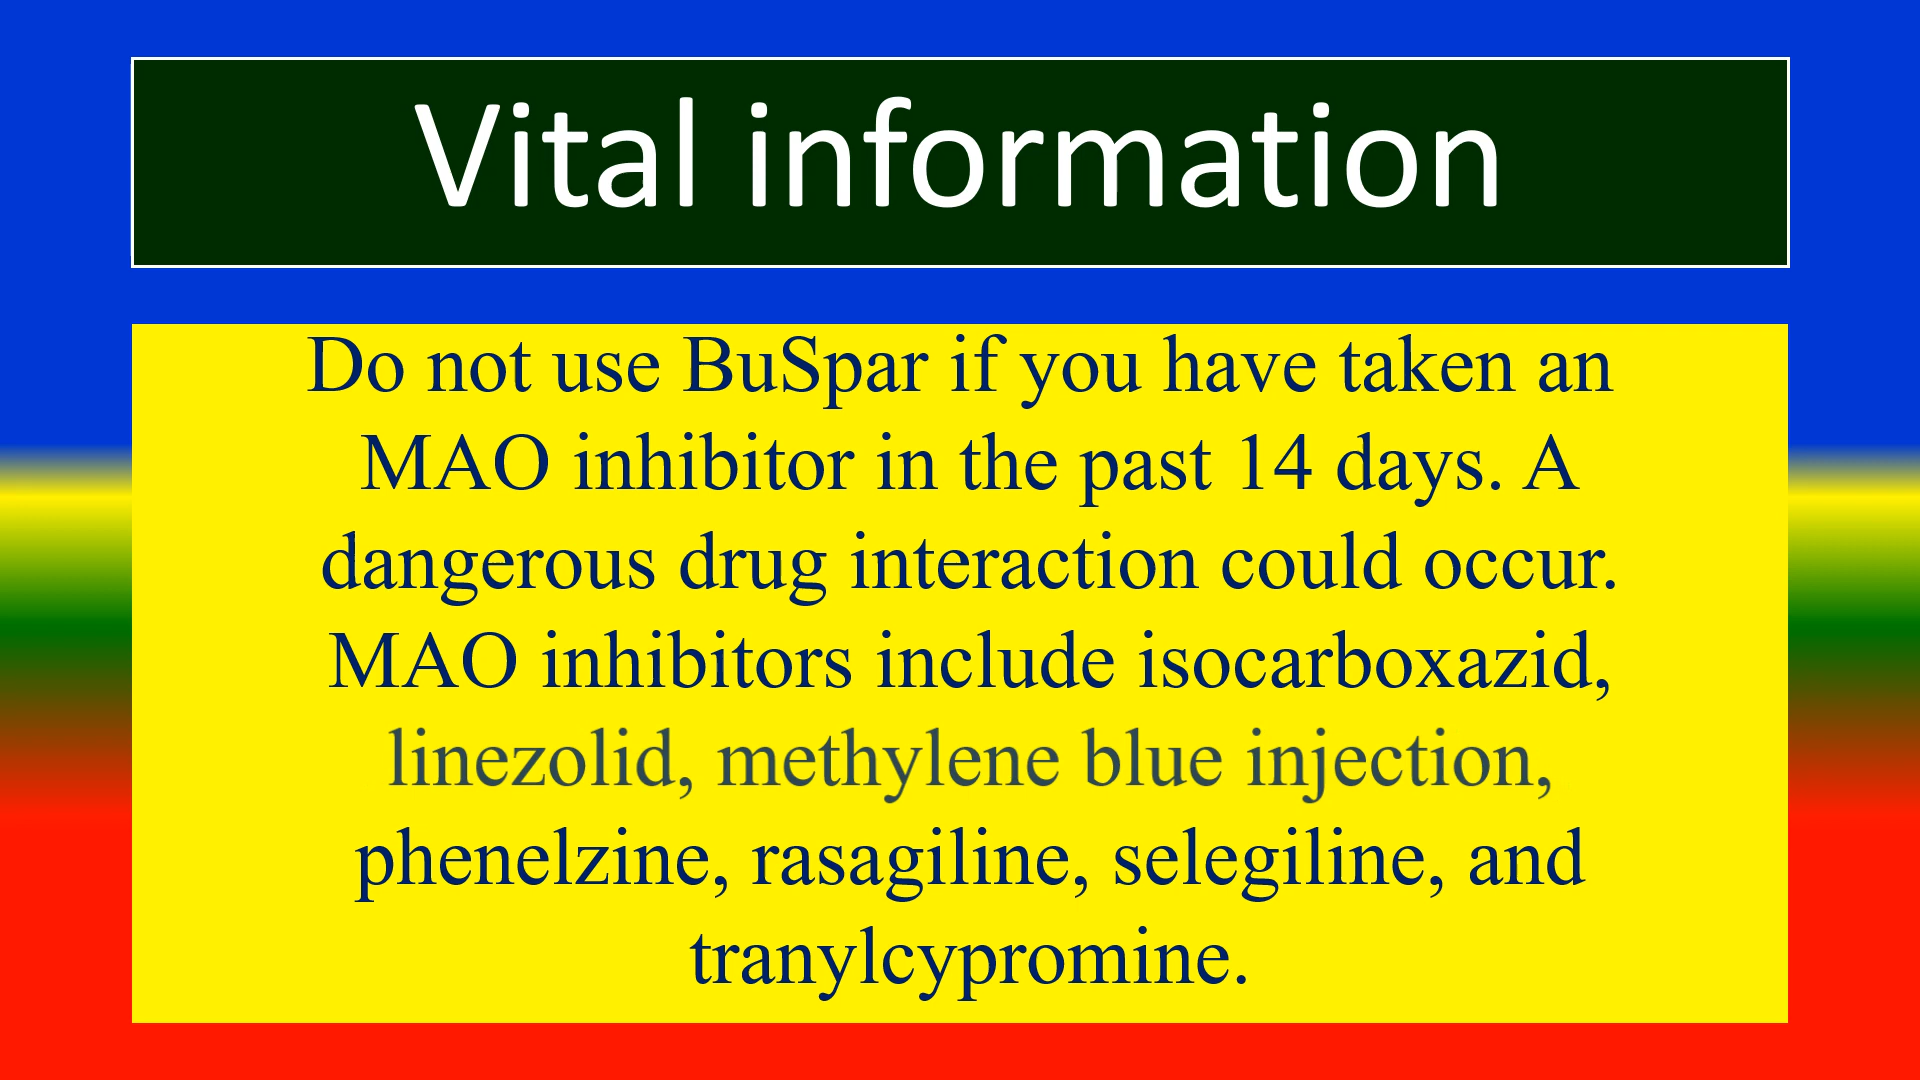 Vital information
Do not use BuSpar if you have taken an
MAO inhibitor in the past 14 days. A
dangerous drug interaction could occur.
MAO inhibitors include isocarboxazid,
linezolid, methylene blue injection,
phenelzine, rasagiline, selegiline, and
tranylcypromine.